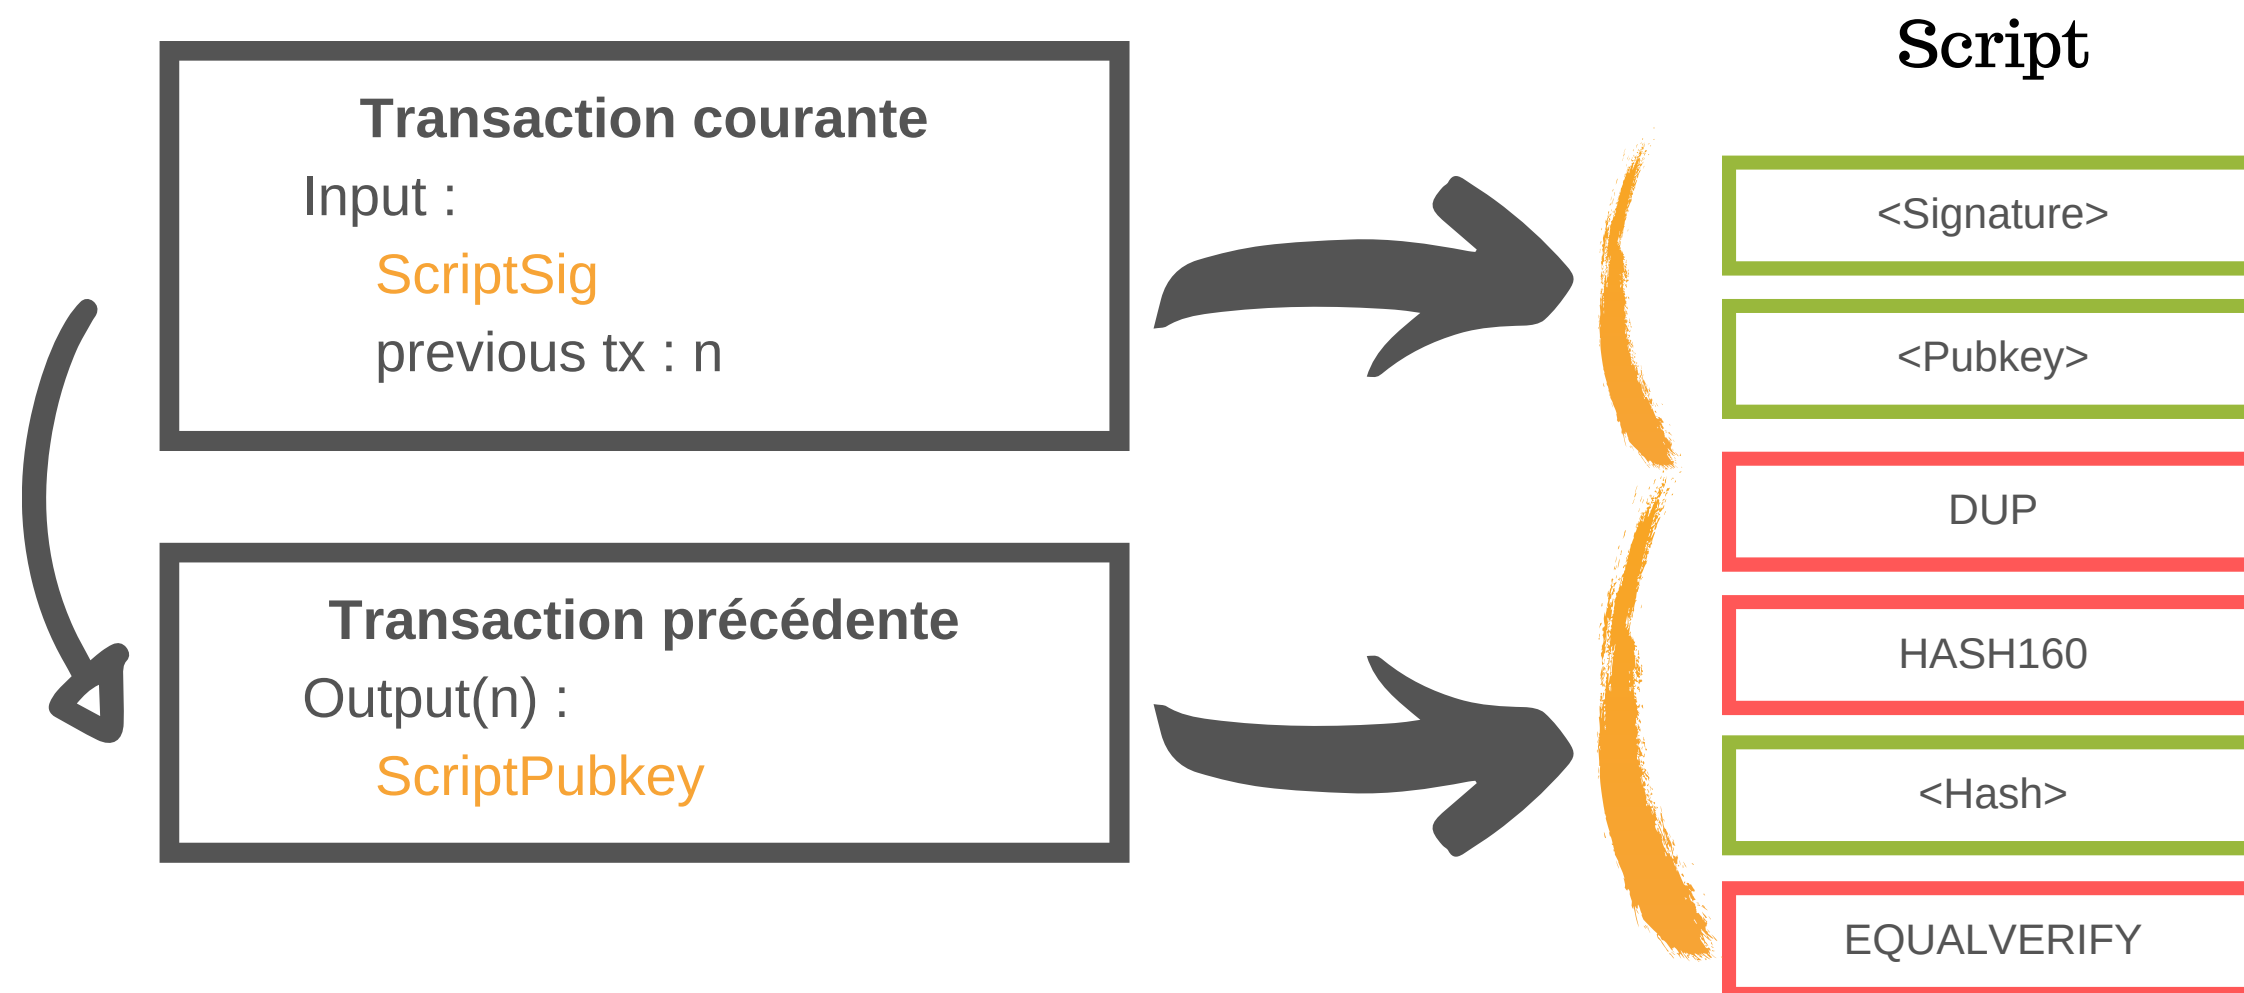 Script
Transaction courante
Input :
ScriptSig
previous tx : n
Transaction précédente
Output(n) :
ScriptPubkey
<Signature>
<Pubkey>
DUP
HASH160
<Hash>
EQUALVERIFY